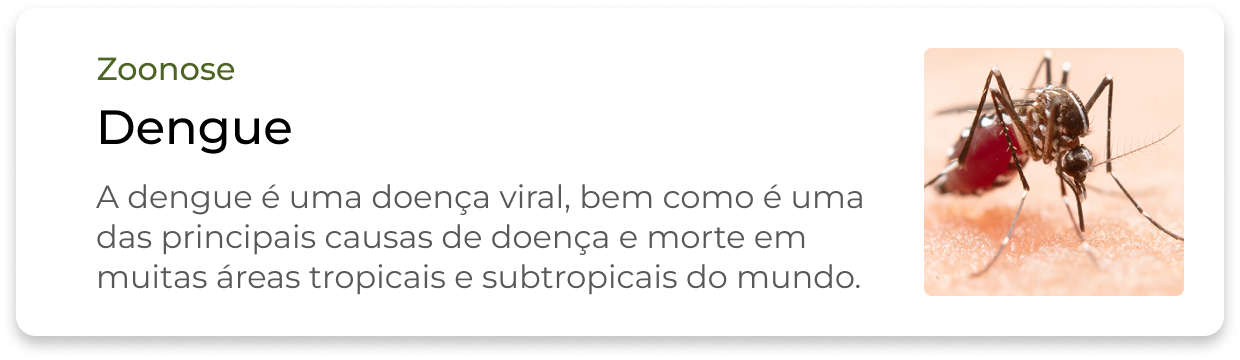 Zoonose
Dengue
A dengue é uma doença viral, bem como é uma
das principais causas de doença e morte em
muitas áreas tropicais e subtropicais do mundo.